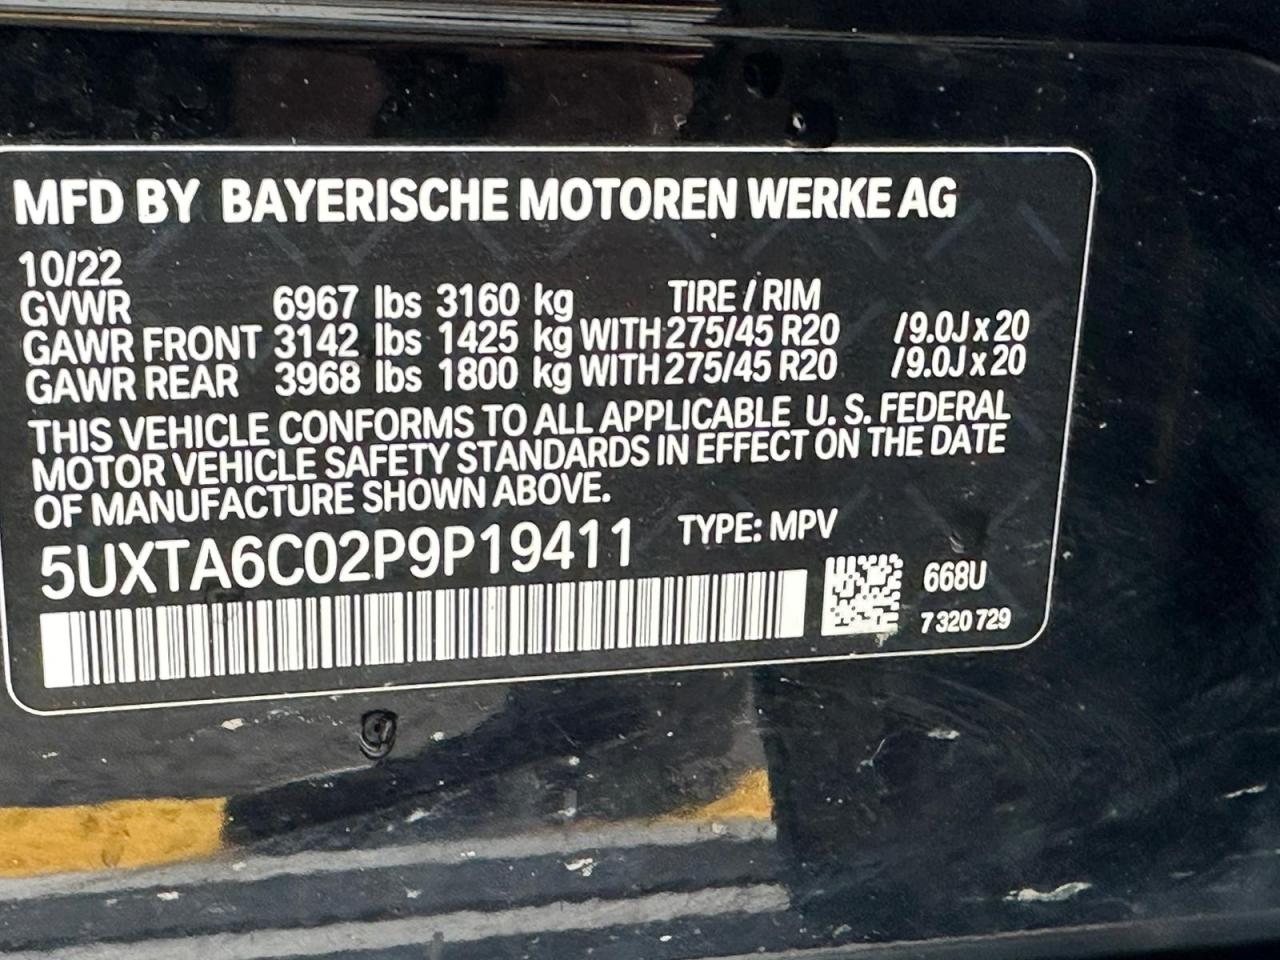 MFD BY BAYERISCHE MOTOREN WERKE AG
10/22
GVWR 6967 lbs 3160 kg TIRE / RIM
GAWR FRONT 3142 lbs 1425 kg WITH 275/45 R20 /9.0J x 20
GAWR REAR 3968 lbs 1800 kg WITH 275/45 R20 /9.0J x 20
THIS VEHICLE CONFORMS TO ALL APPLICABLE U. S. FEDERAL
MOTOR VEHICLE SAFETY STANDARDS IN EFFECT ON THE DATE
OF MANUFACTURE SHOWN ABOVE.
5UXTA6C02P9P19411 TYPE: MPV
668U
7 320 729